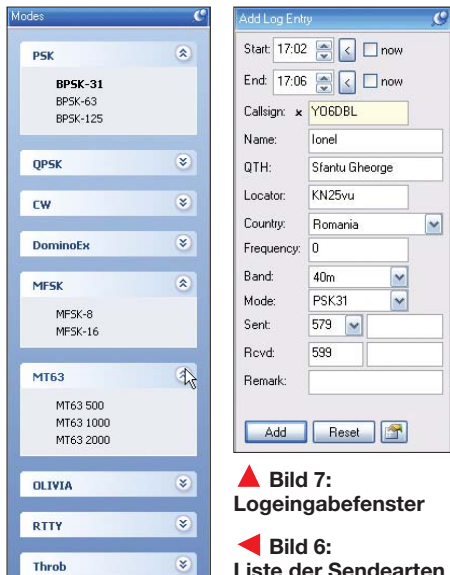 Modes
PSK
BPSK-31
BPSK-63
BPSK-125
QPSK
CW
DominoEx
MFSK
MFSK-8
MFSK-16
MT63
MT63 500
MT63 1000
MT63 2000
OLIVIA
RTTY
Throb
Add Log Entry
Start: 17:02 < now
End: 17:06 < now
Callsign: x YO6DBL
Name: Ionel
QTH: Sfantu Gheorge
Locator: KN25vu
Country: Romania
Frequency: 0
Band: 40m
Mode: PSK31
Sent: 579
Rcvd: 599
Remark:
Add Reset
Bild 7:
Logeingabefenster
Bild 6:
Liste der Sendearten